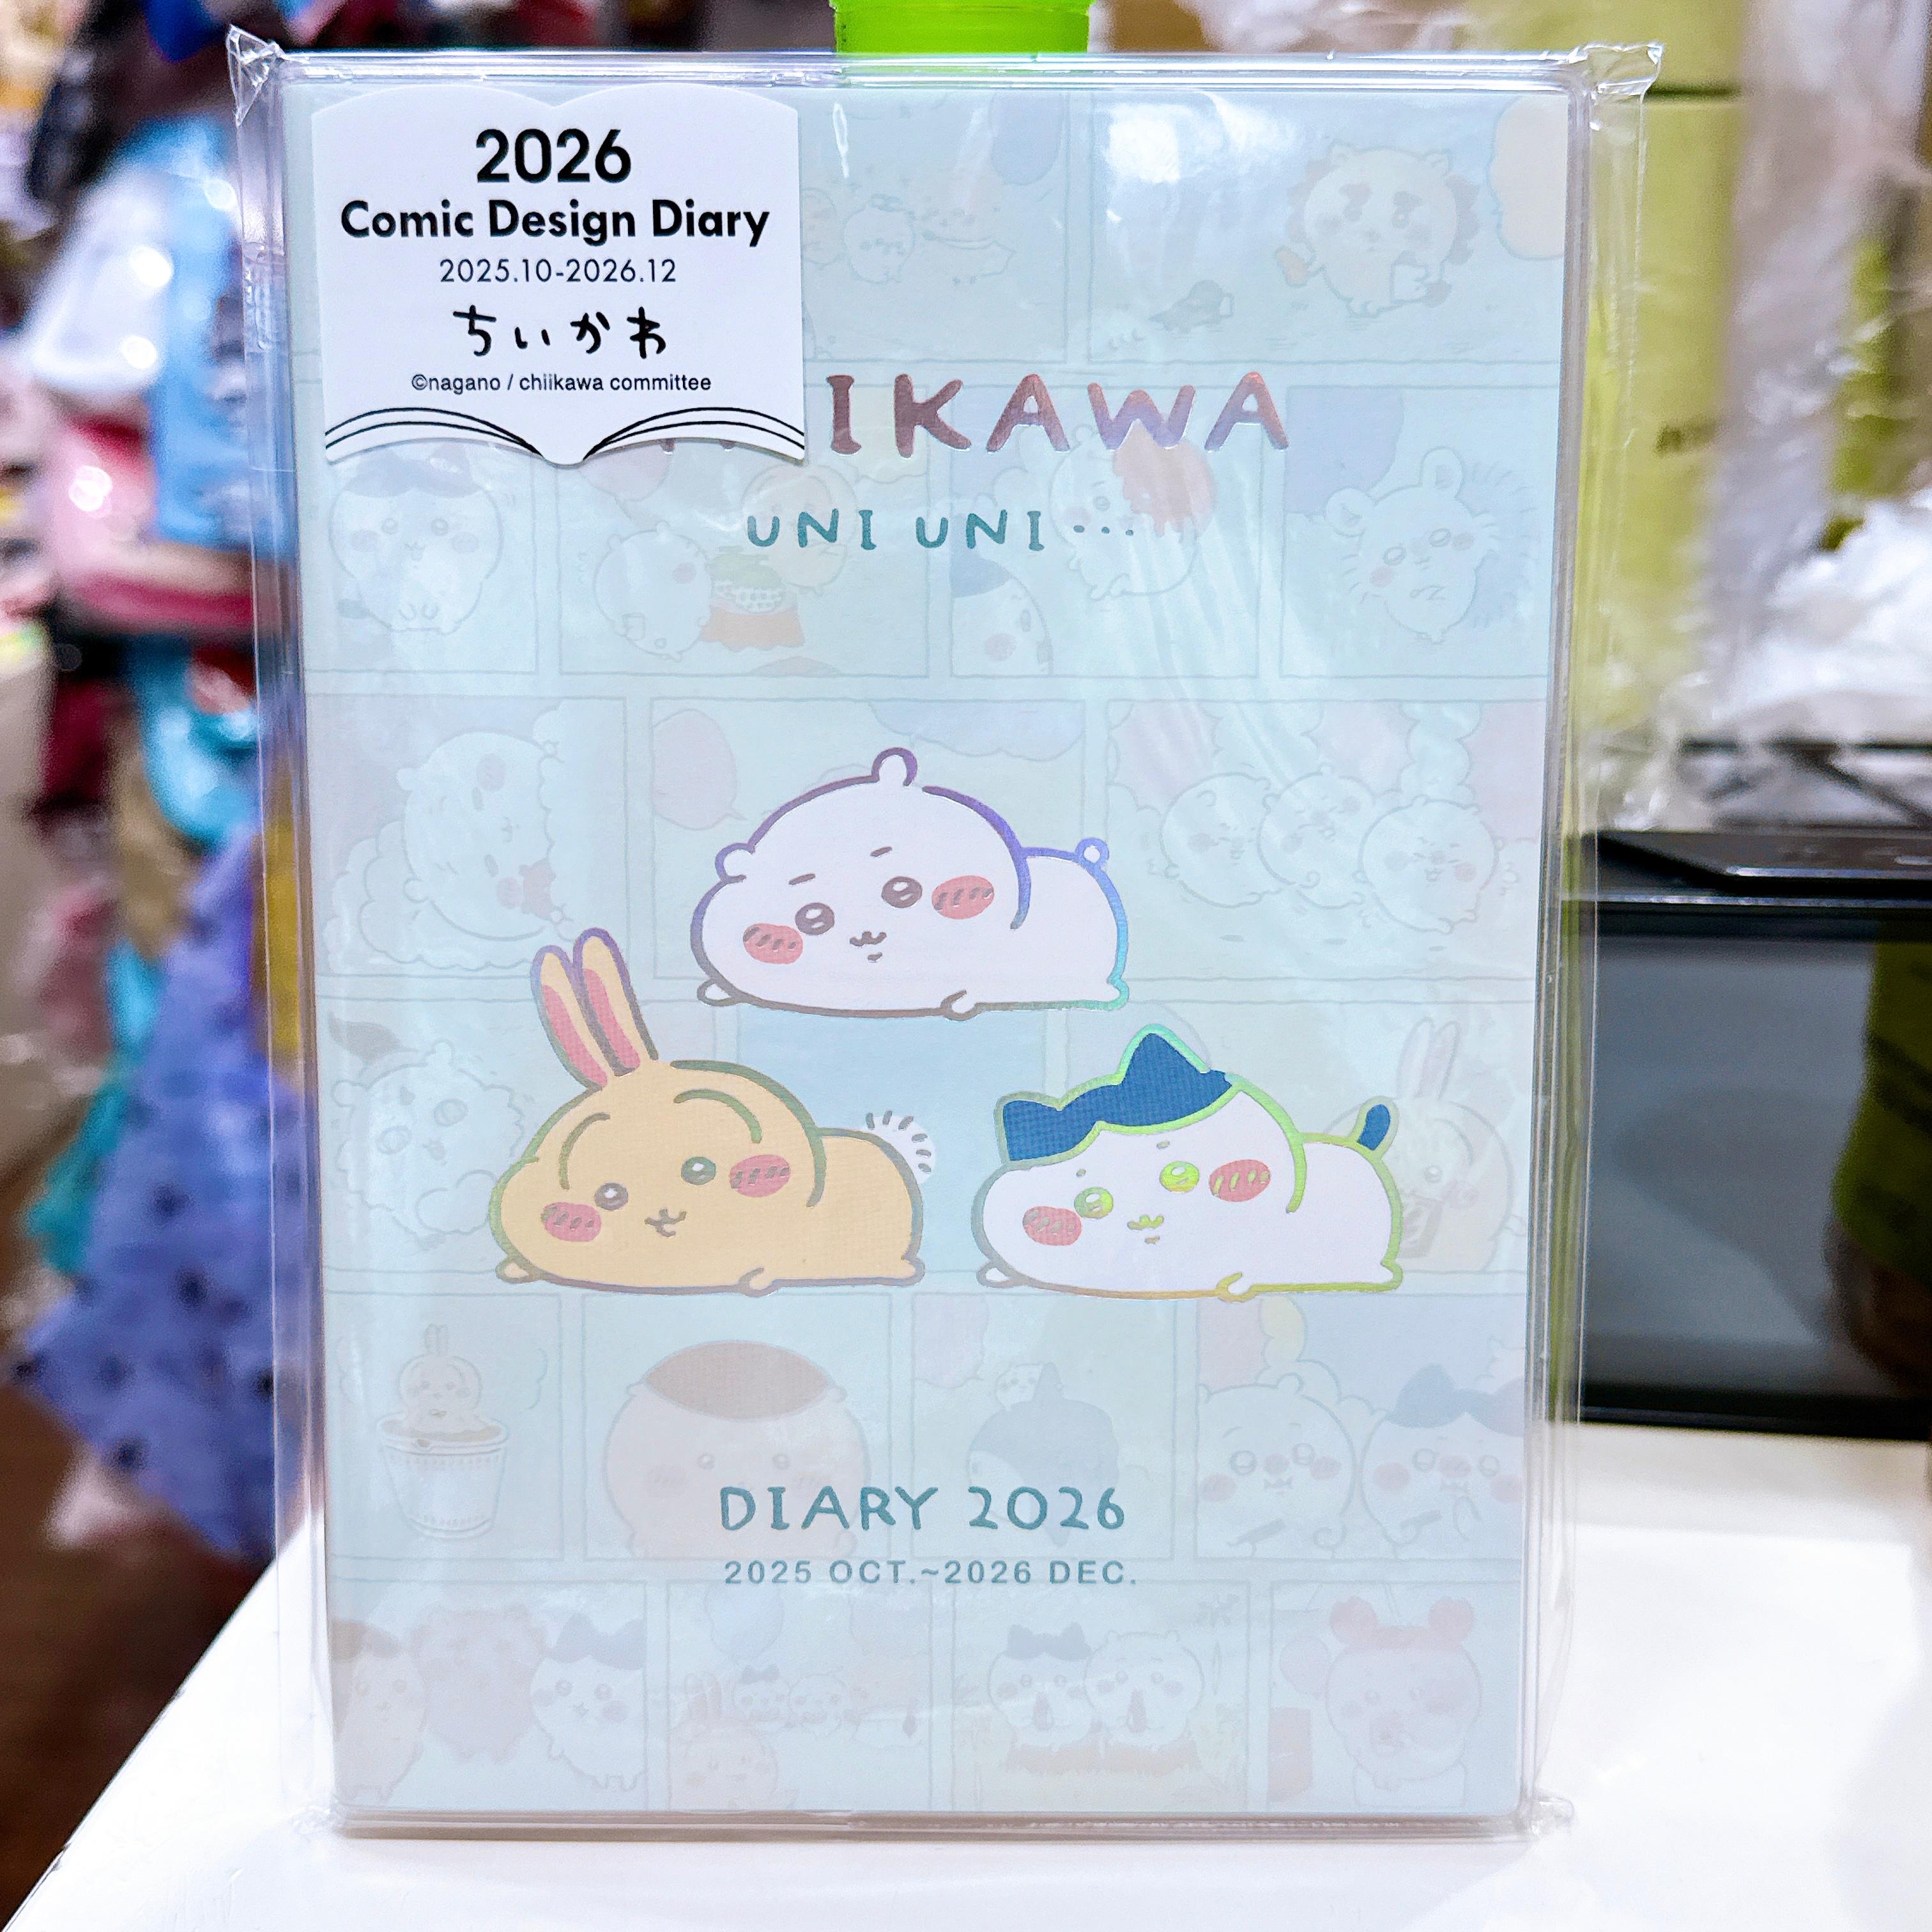 2026
Comic Design Diary
2025.10-2026.12
ちいかわ
©nagano / chiikawa committee
IKAWA
UNI UNI...
DIARY 2026
2025 OCT.~2026 DEC.